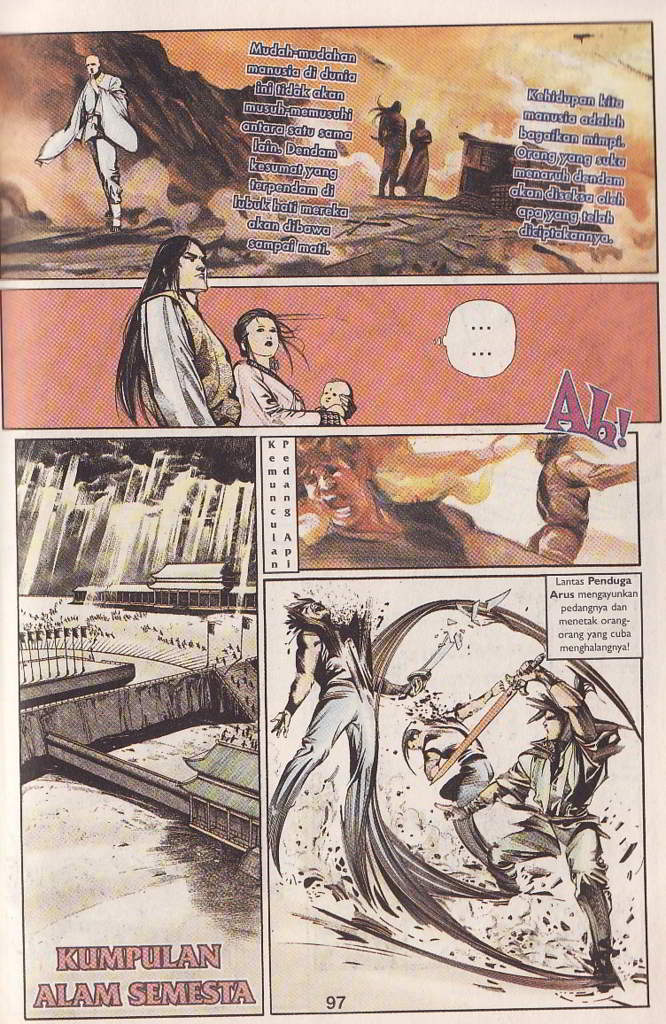 Mudah-mudahan
manusia di dunia
ini tidak akan
musuh-memusuhi
antara satu sama
lain. Dendam
kesumat yang
terpendam di
lubuk hati mereka
akan dibawa
sampai mati.
Kehidupan kita
manusia adalah
bagaikan mimpi.
Orang yang suka
menaruh dendam
akan diseksa oleh
apa yang telah
diciptakannya.
... ...
Ah!
Kemunculan
Pedang Api
Lantas Penduga
Arus mengayunkan
pedangnya dan
menetak orang-
orang yang cuba
menghalangnya!
KUMPULAN
ALAM SEMESTA
97